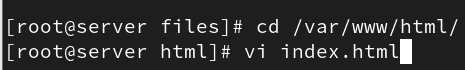 [root@server files]# cd /var/www/html/
[root@server html]# vi index.html